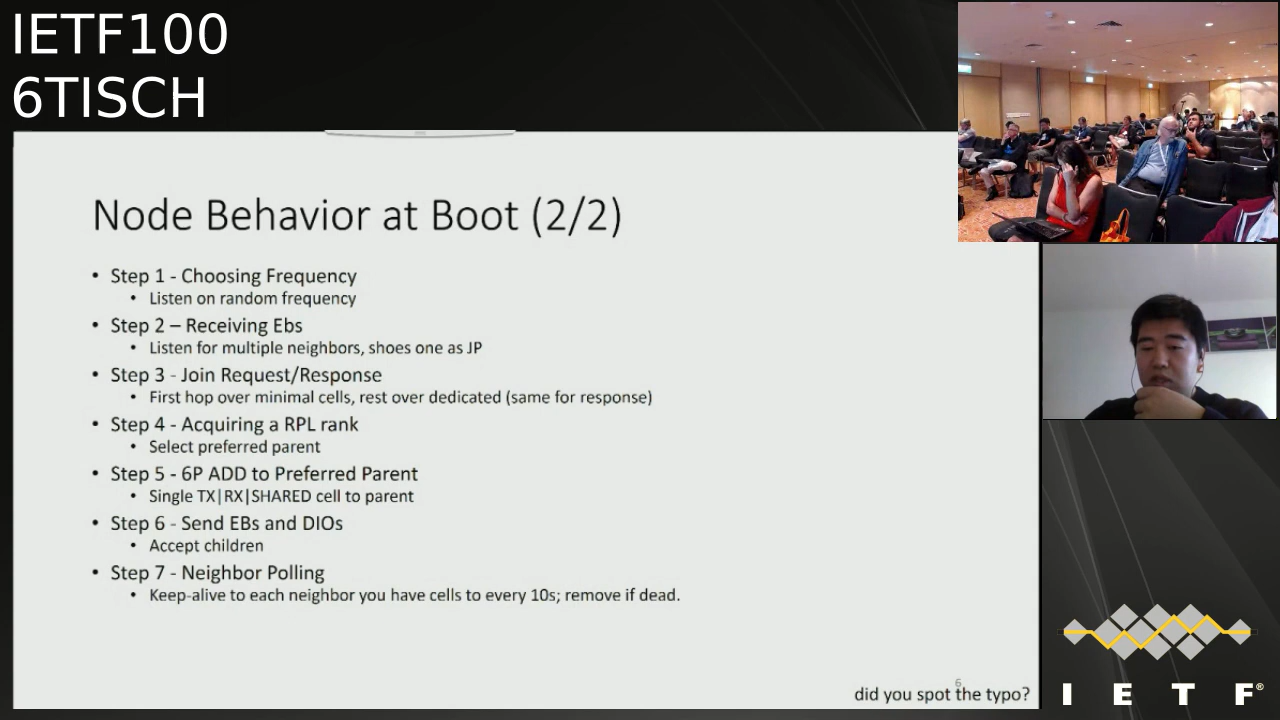 IETF100
6TISCH
Node Behavior at Boot (2/2)
• Step 1 - Choosing Frequency
• Listen on random frequency
• Step 2 – Receiving Ebs
• Listen for multiple neighbors, shoes one as JP
• Step 3 - Join Request/Response
• First hop over minimal cells, rest over dedicated (same for response)
• Step 4 - Acquiring a RPL rank
• Select preferred parent
• Step 5 - 6P ADD to Preferred Parent
• Single TX|RX|SHARED cell to parent
• Step 6 - Send EBs and DIOs
• Accept children
• Step 7 - Neighbor Polling
• Keep-alive to each neighbor you have cells to every 10s; remove if dead.
6
did you spot the typo?
I E T F®